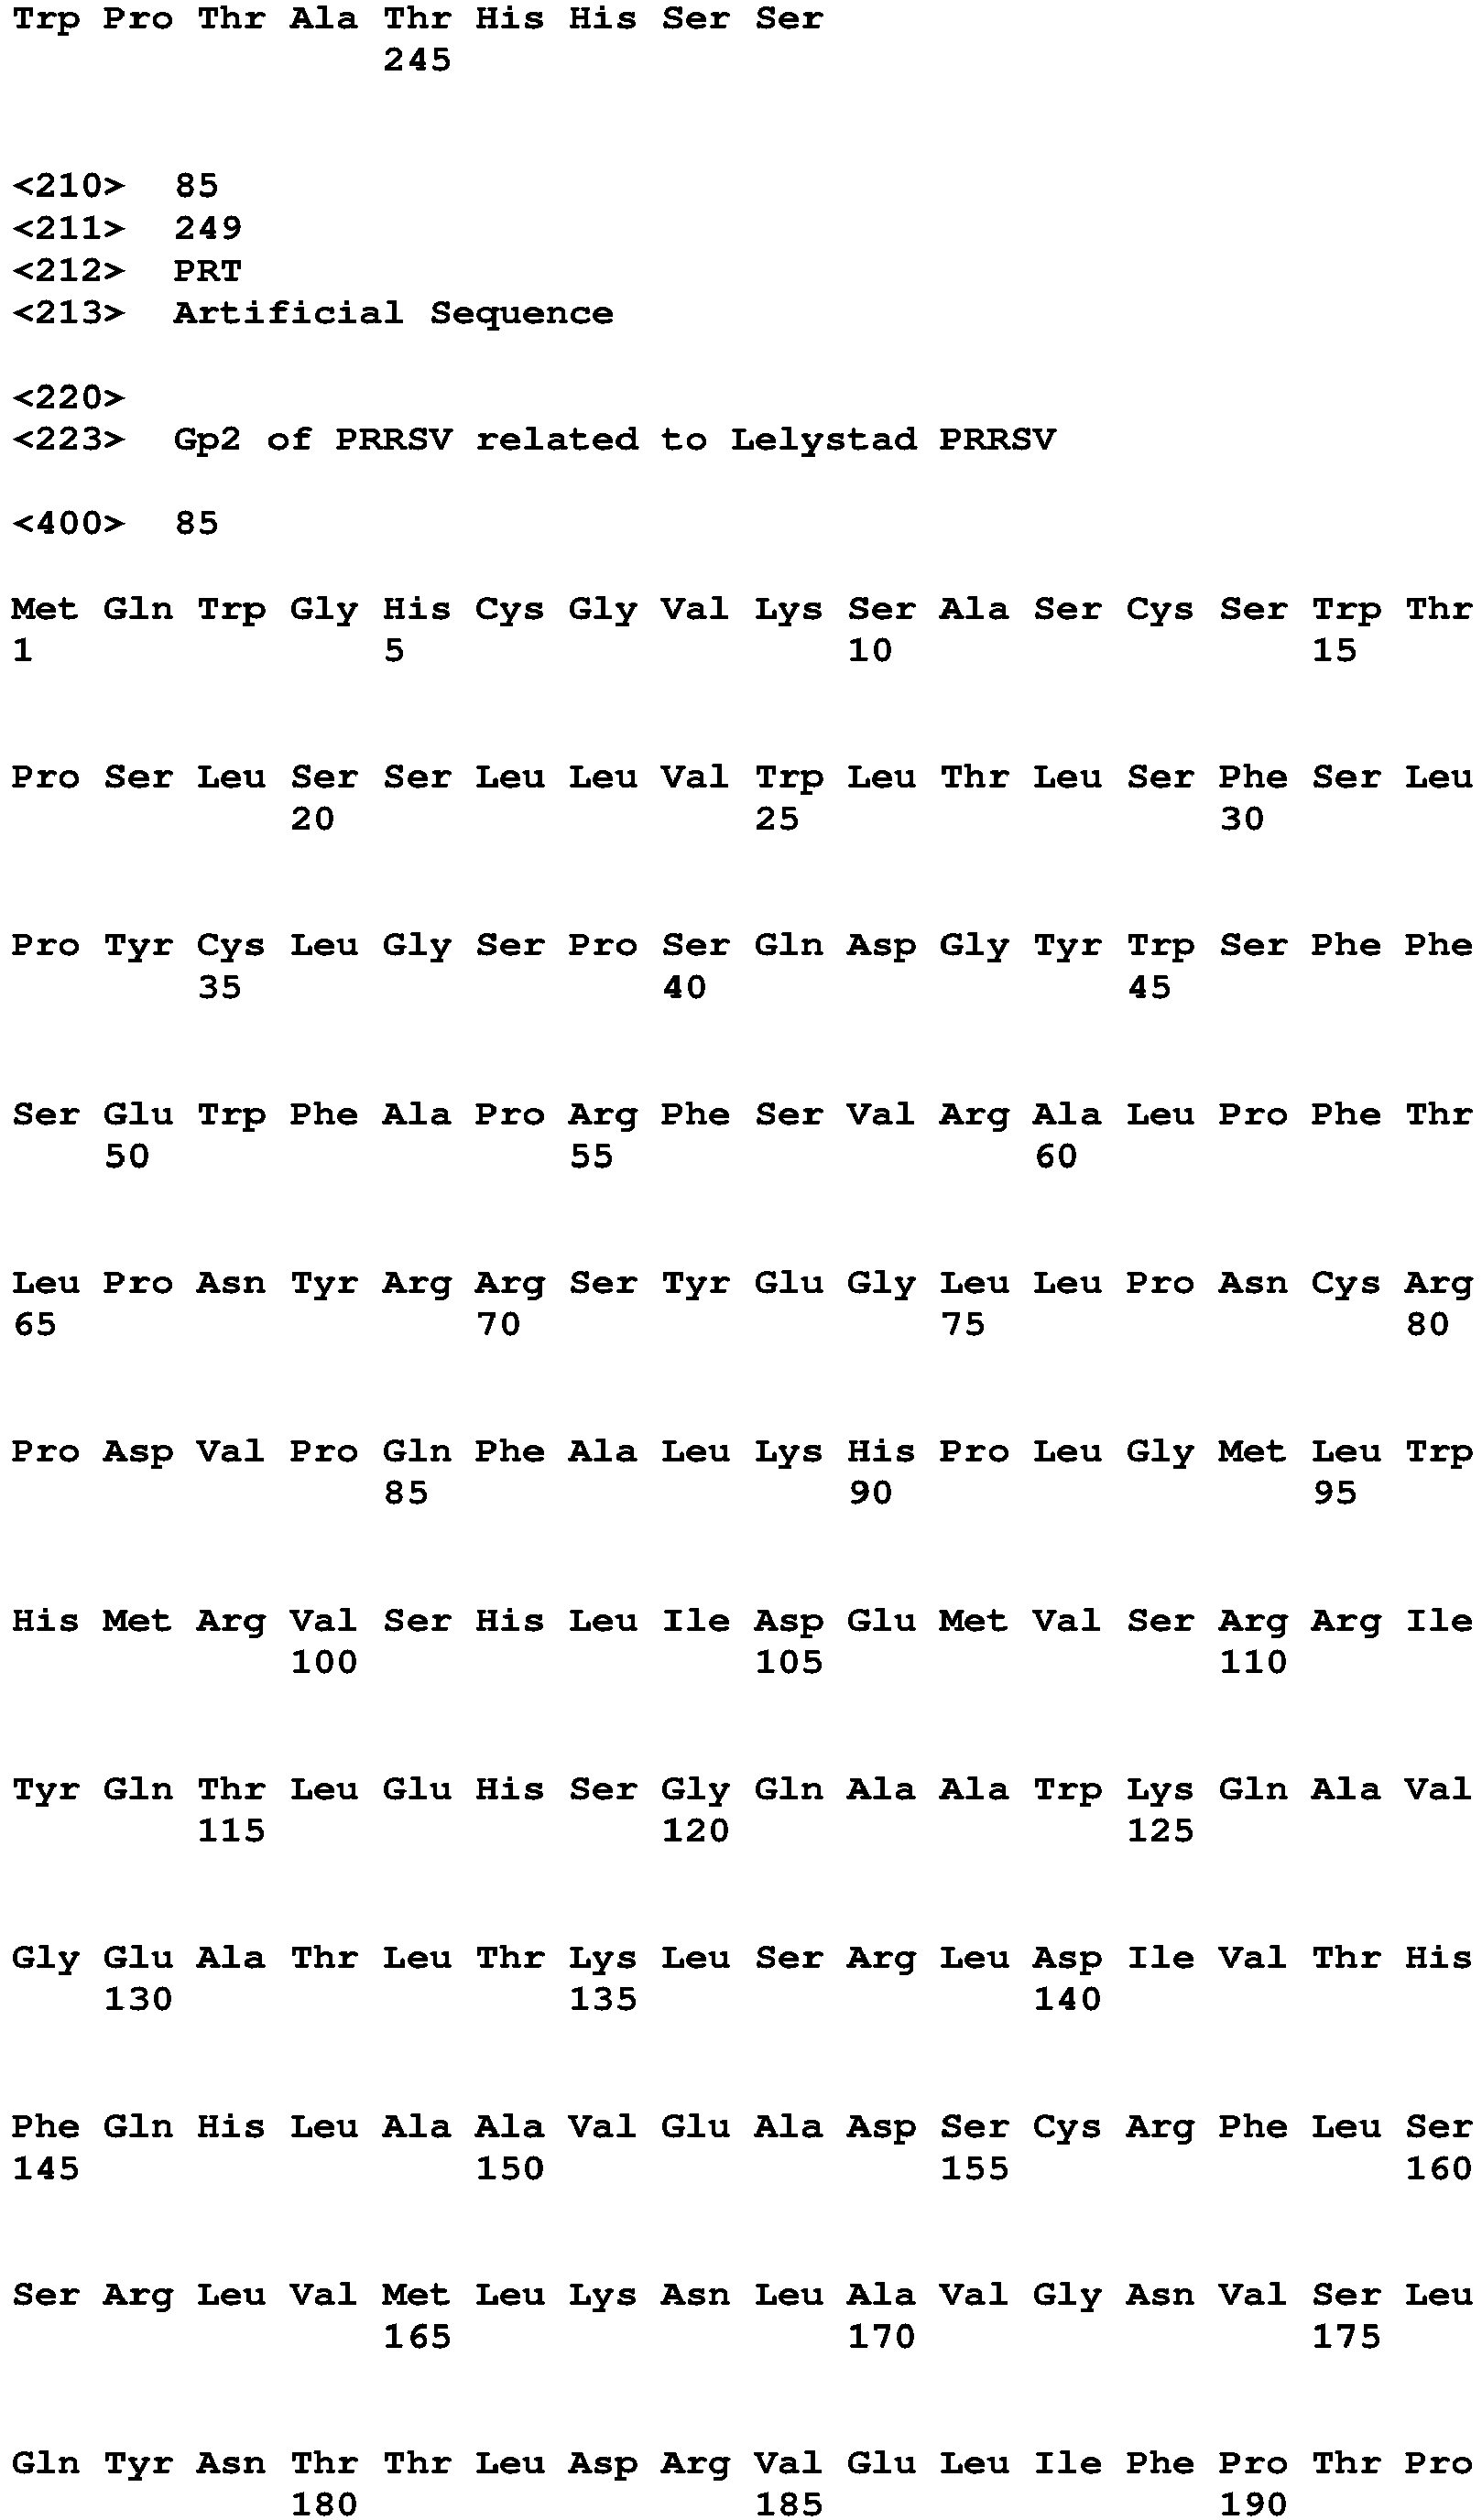 Trp Pro Thr Ala Thr His His Ser Ser
245
<210> 85
<211> 249
<212> PRT
<213> Artificial Sequence
<220>
<223> Gp2 of PRRSV related to Lelystad PRRSV
<400> 85
Met Gln Trp Gly His Cys Gly Val Lys Ser Ala Ser Cys Ser Trp Thr
1 5 10 15
Pro Ser Leu Ser Ser Leu Leu Val Trp Leu Thr Leu Ser Phe Ser Leu
20 25 30
Pro Tyr Cys Leu Gly Ser Pro Ser Gln Asp Gly Tyr Trp Ser Phe Phe
35 40 45
Ser Glu Trp Phe Ala Pro Arg Phe Ser Val Arg Ala Leu Pro Phe Thr
50 55 60
Leu Pro Asn Tyr Arg Arg Ser Tyr Glu Gly Leu Leu Pro Asn Cys Arg
65 70 75 80
Pro Asp Val Pro Gln Phe Ala Leu Lys His Pro Leu Gly Met Leu Trp
85 90 95
His Met Arg Val Ser His Leu Ile Asp Glu Met Val Ser Arg Arg Ile
100 105 110
Tyr Gln Thr Leu Glu His Ser Gly Gln Ala Ala Trp Lys Gln Ala Val
115 120 125
Gly Glu Ala Thr Leu Thr Lys Leu Ser Arg Leu Asp Ile Val Thr His
130 135 140
Phe Gln His Leu Ala Ala Val Glu Ala Asp Ser Cys Arg Phe Leu Ser
145 150 155 160
Ser Arg Leu Val Met Leu Lys Asn Leu Ala Val Gly Asn Val Ser Leu
165 170 175
Gln Tyr Asn Thr Thr Leu Asp Arg Val Glu Leu Ile Phe Pro Thr Pro
180 185 190